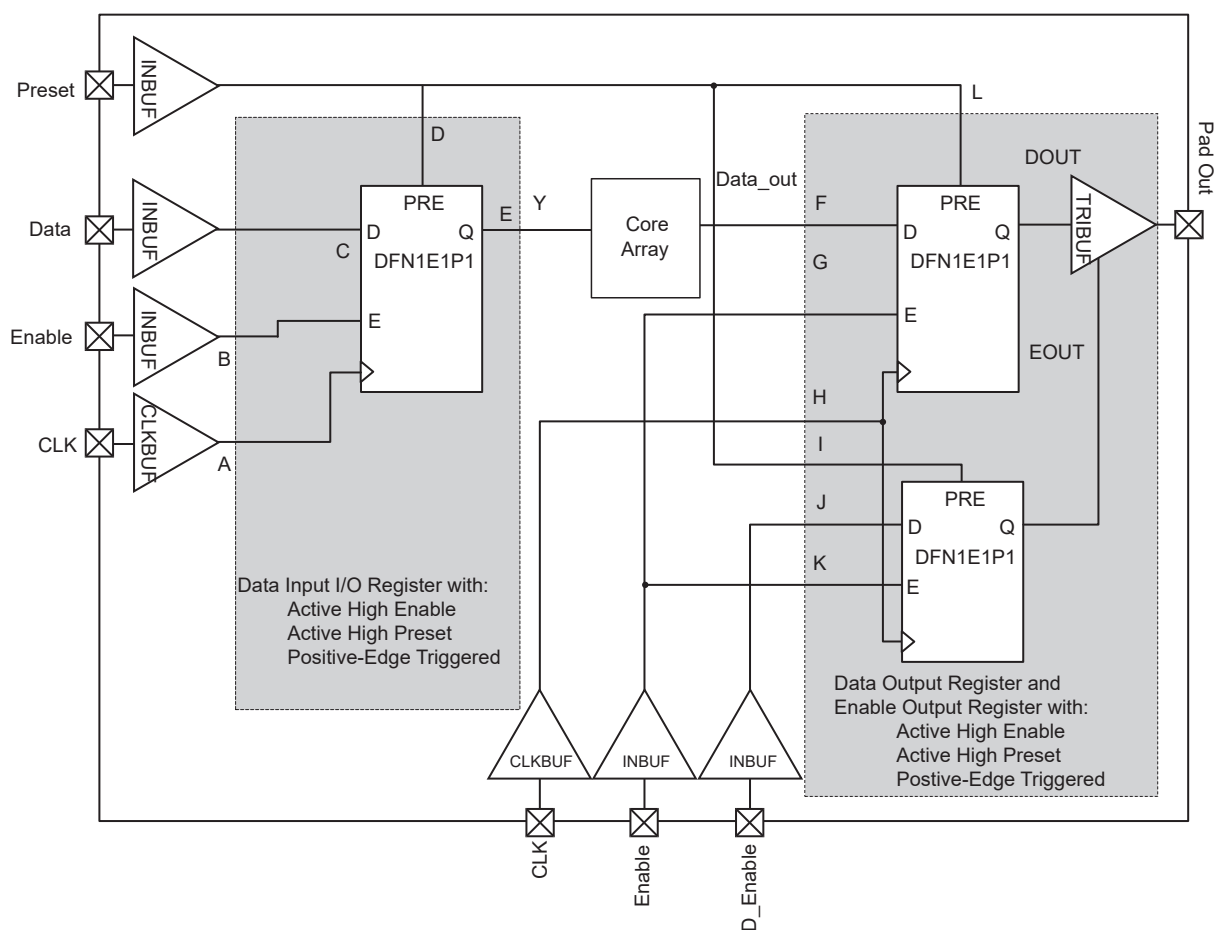 Preset
INBUF
L
D
Pad Out
DOUT
Data
INBUF
PRE
D
Q
DFN1E1P1
C
E
E
Y
Core
Array
Data_out
F
G
PRE
D
Q
DFN1E1P1
E
TRIBUF
EOUT
Enable
INBUF
B
CLK
CLKBUF
A
H
I
J
K
PRE
D
Q
DFN1E1P1
E
Data Input I/O Register with:
Active High Enable
Active High Preset
Positive-Edge Triggered
Data Output Register and
Enable Output Register with:
Active High Enable
Active High Preset
Postive-Edge Triggered
CLKBUF
INBUF
INBUF
CLK
Enable
D_Enable